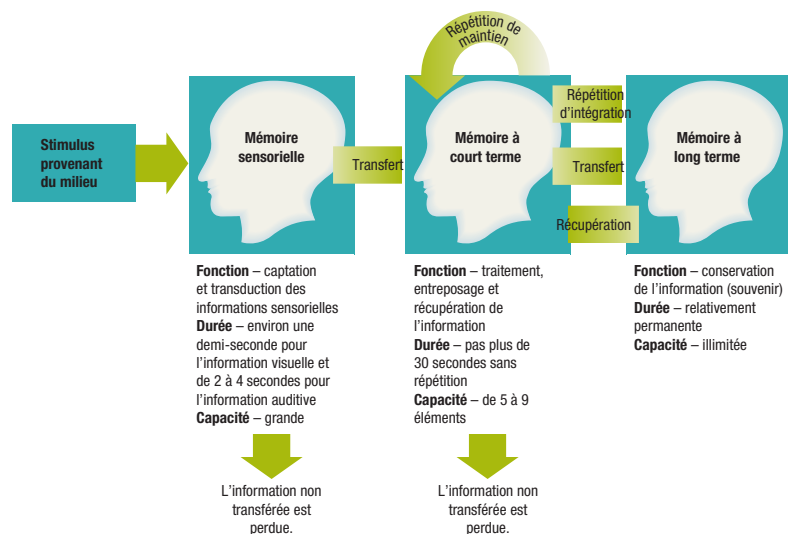 Répétition de
maintien
Stimulus
provenant
du milieu
Mémoire
sensorielle
Transfert
Mémoire à
court terme
Répétition
d'intégration
Transfert
Récupération
Mémoire à
long terme
Fonction – captation
et transduction des
informations sensorielles
Durée – environ une
demi-seconde pour
l'information visuelle et
de 2 à 4 secondes pour
l'information auditive
Capacité – grande
L'information non
transférée est
perdue.
Fonction – traitement,
entreposage et
récupération de
l'information
Durée – pas plus de
30 secondes sans
répétition
Capacité – de 5 à 9
éléments
L'information non
transférée est
perdue.
Fonction – conservation
de l'information (souvenir)
Durée – relativement
permanente
Capacité – illimitée